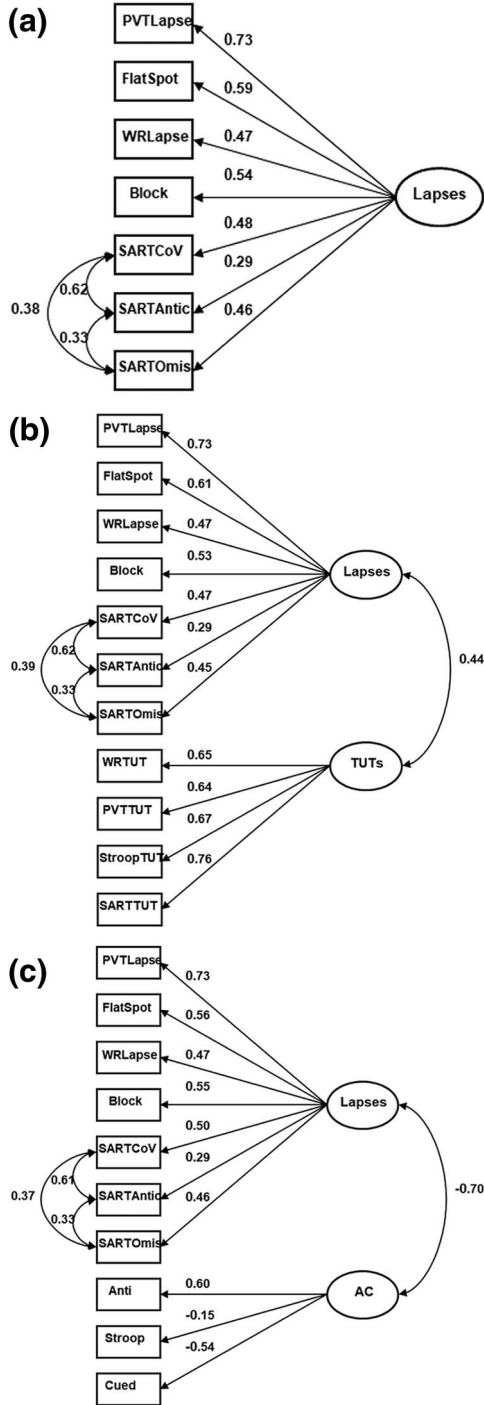 (a)
PVTLapse
0.73
FlatSpot
0.59
WRLapse
0.47
Block
0.54
Lapses
SARTCoV
0.48
0.62
0.38
SARTAntic
0.29
0.33
SARTOmis
0.46
(b)
PVTLapse
0.73
FlatSpot
0.61
WRLapse
0.47
Block
0.53
Lapses
SARTCoV
0.47
0.62
0.39
SARTAntic
0.29
0.33
SARTOmis
0.45
0.44
WRTUT
0.65
TUTs
PVTTUT
0.64
StroopTUT
0.67
SARTTUT
0.76
(c)
PVTLapse
0.73
FlatSpot
0.56
WRLapse
0.47
Block
0.55
Lapses
SARTCoV
0.50
0.61
0.37
SARTAntic
0.29
0.33
SARTOmis
0.46
-0.70
Anti
0.60
AC
Stroop
-0.15
Cued
-0.54